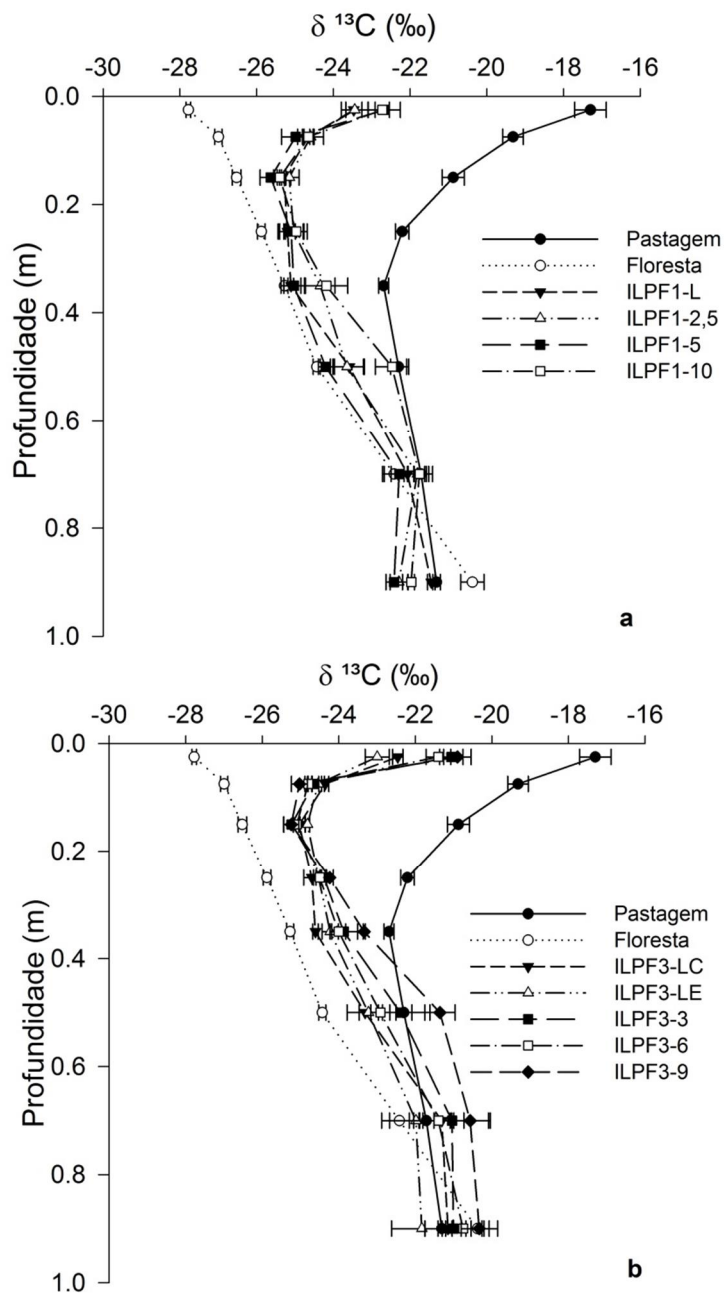 δ ¹³C (‰)
-30 -28 -26 -24 -22 -20 -18 -16
0.0
0.2
0.4
0.6
0.8
1.0
Profundidade (m)
Pastagem
Floresta
ILPF1-L
ILPF1-2,5
ILPF1-5
ILPF1-10
a
δ ¹³C (‰)
-30 -28 -26 -24 -22 -20 -18 -16
0.0
0.2
0.4
0.6
0.8
1.0
Profundidade (m)
Pastagem
Floresta
ILPF3-LC
ILPF3-LE
ILPF3-3
ILPF3-6
ILPF3-9
b